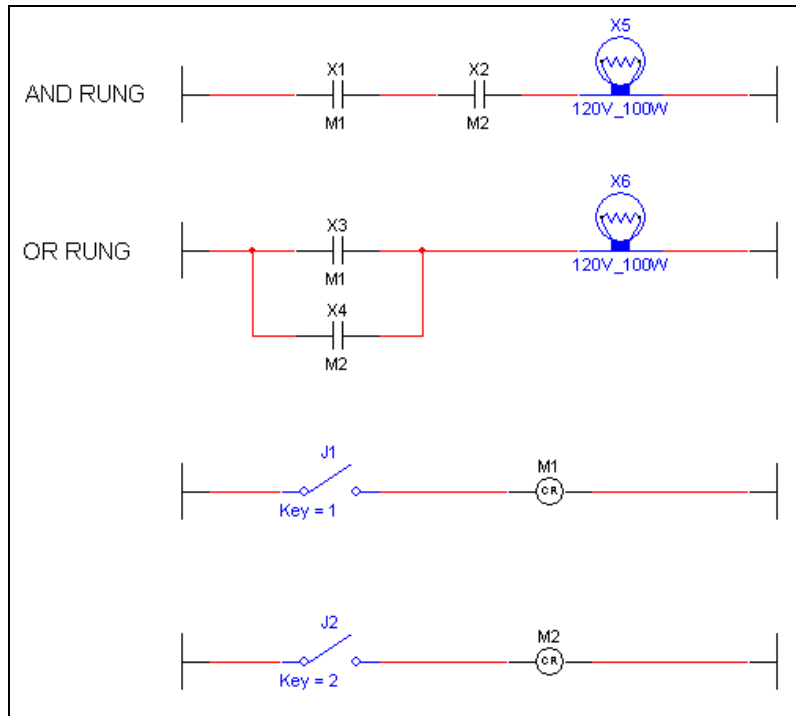 X5
X1
X2
AND RUNG
M1
M2
120V_100W
X6
X3
OR RUNG
M1
120V_100W
X4
M2
J1
M1
CR
Key = 1
J2
M2
CR
Key = 2